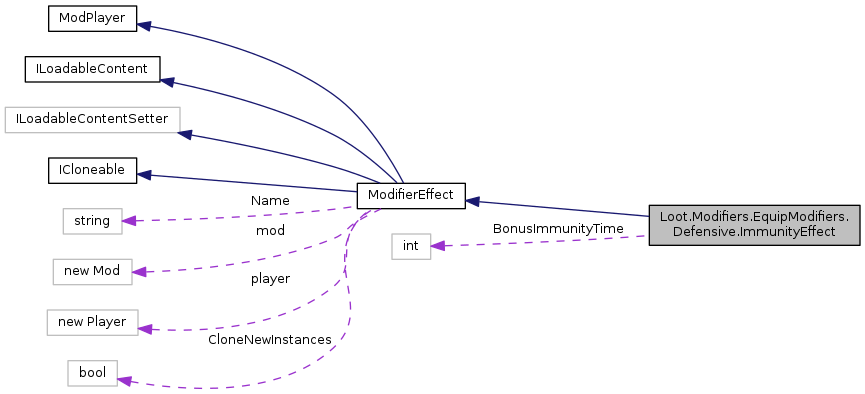 ModPlayer
ILoadableContent
ILoadableContentSetter
ICloneable
ModifierEffect
Name
string
mod
BonusImmunityTime
int
Loot.Modifiers.EquipModifiers.
Defensive.ImmunityEffect
new Mod
player
new Player
CloneNewInstances
bool